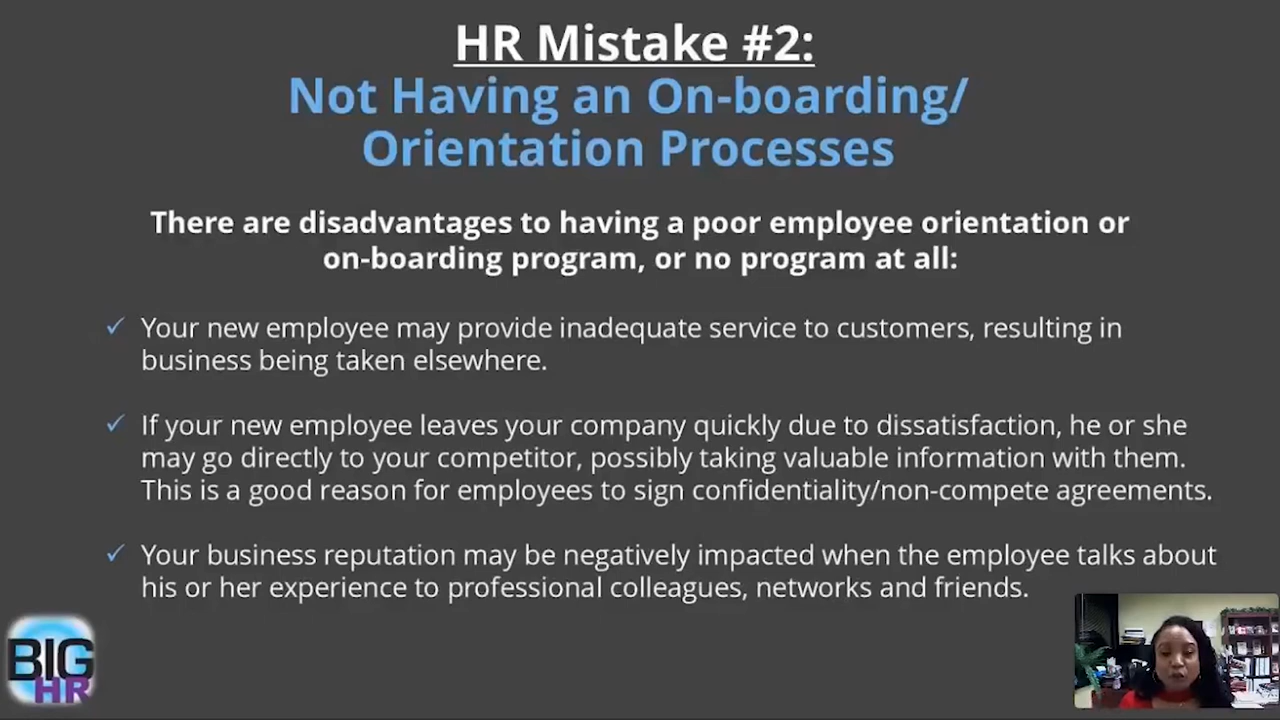 HR Mistake #2:
Not Having an On-boarding/
Orientation Processes
There are disadvantages to having a poor employee orientation or
on-boarding program, or no program at all:
✓ Your new employee may provide inadequate service to customers, resulting in
business being taken elsewhere.
✓ If your new employee leaves your company quickly due to dissatisfaction, he or she
may go directly to your competitor, possibly taking valuable information with them.
This is a good reason for employees to sign confidentiality/non-compete agreements.
✓ Your business reputation may be negatively impacted when the employee talks about
his or her experience to professional colleagues, networks and friends.
BIG
HR